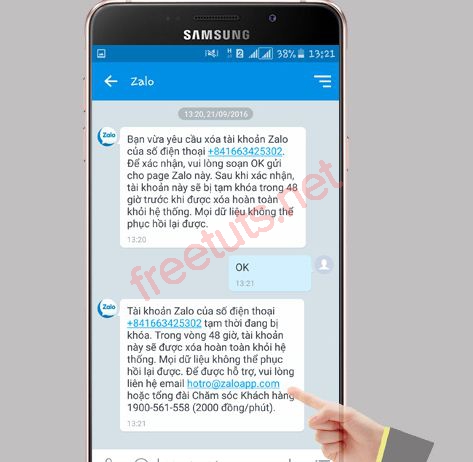 SAMSUNG
H 2 38% 13:21
Zalo
13:20, 21/09/2016
Zalo
Bạn vừa yêu cầu xóa tài khoản Zalo
của số điện thoại +841663425302.
Để xác nhận, vui lòng soạn OK gửi
cho page Zalo này. Sau khi xác nhận,
tài khoản này sẽ bị tạm khóa trong 48
giờ trước khi được xóa hoàn toàn
khỏi hệ thống. Mọi dữ liệu không thể
phục hồi lại được.
13:20
OK
13:21
Zalo
Tài khoản Zalo của số điện thoại
+841663425302 tạm thời đang bị
khóa. Trong vòng 48 giờ, tài khoản
này sẽ được xóa hoàn toàn khỏi hệ
thống. Mọi dữ liệu không thể phục
hồi lại được. Để được hỗ trợ, vui lòng
liên hệ email hotro@zaloapp.com
hoặc tổng đài Chăm sóc Khách hàng
1900-561-558 (2000 đồng/phút).
13:21
freetuts.net